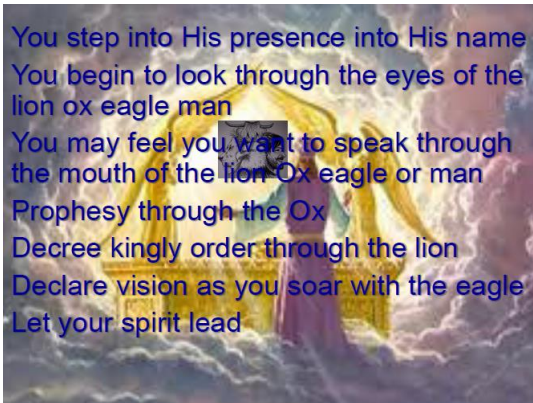 You step into His presence into His name
You begin to look through the eyes of the
lion ox eagle man
You may feel you want to speak through
the mouth of the lion Ox eagle or man
Prophesy through the Ox
Decree kingly order through the lion
Declare vision as you soar with the eagle
Let your spirit lead